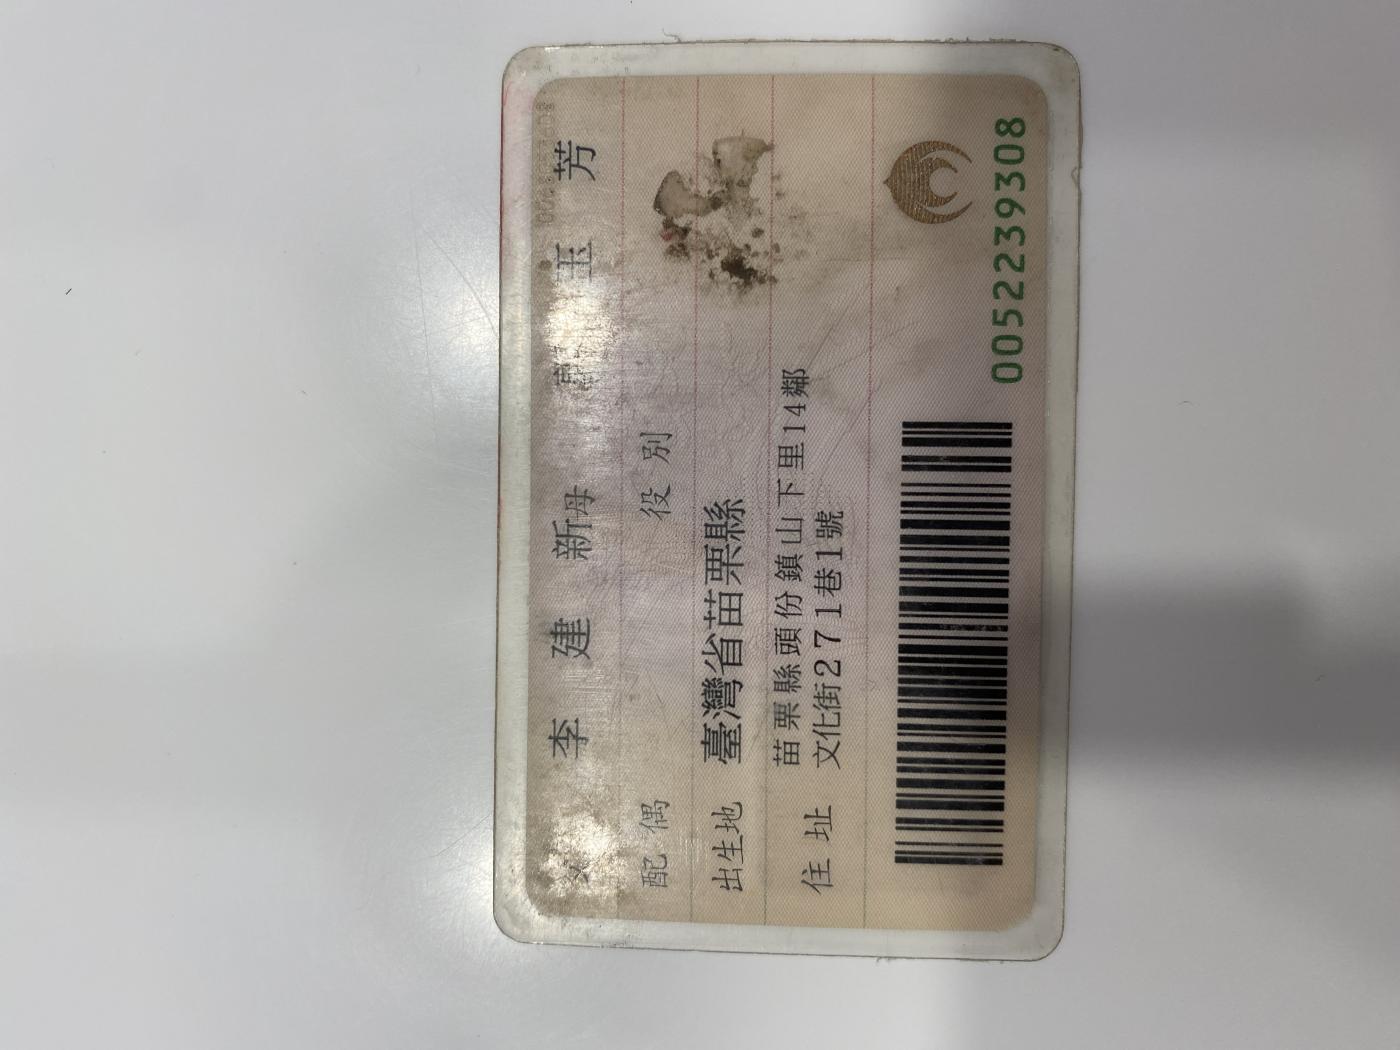 父 李建新 母 玉芳
配偶 役別
出生地 臺灣省苗栗縣
住址 苗栗縣頭份鎮山下里14鄰
文化街271巷1號
0052239308